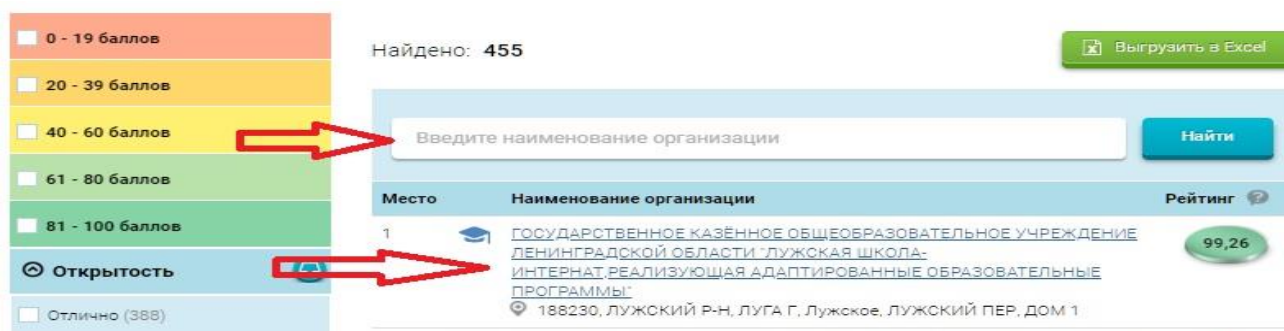 0 - 19 баллов
20 - 39 баллов
40 - 60 баллов
61 - 80 баллов
81 - 100 баллов
Открытость
Отлично (388)
Найдено: 455
Выгрузить в Excel
Введите наименование организации
Найти
Место Наименование организации Рейтинг
1 ГОСУДАРСТВЕННОЕ КАЗЁННОЕ ОБЩЕОБРАЗОВАТЕЛЬНОЕ УЧРЕЖДЕНИЕ 99,26
ЛЕНИНГРАДСКОЙ ОБЛАСТИ "ЛУЖСКАЯ ШКОЛА-
ИНТЕРНАТ,РЕАЛИЗУЮЩАЯ АДАПТИРОВАННЫЕ ОБРАЗОВАТЕЛЬНЫЕ
ПРОГРАММЫ"
188230, ЛУЖСКИЙ Р-Н, ЛУГА Г, Лужское, ЛУЖСКИЙ ПЕР, ДОМ 1